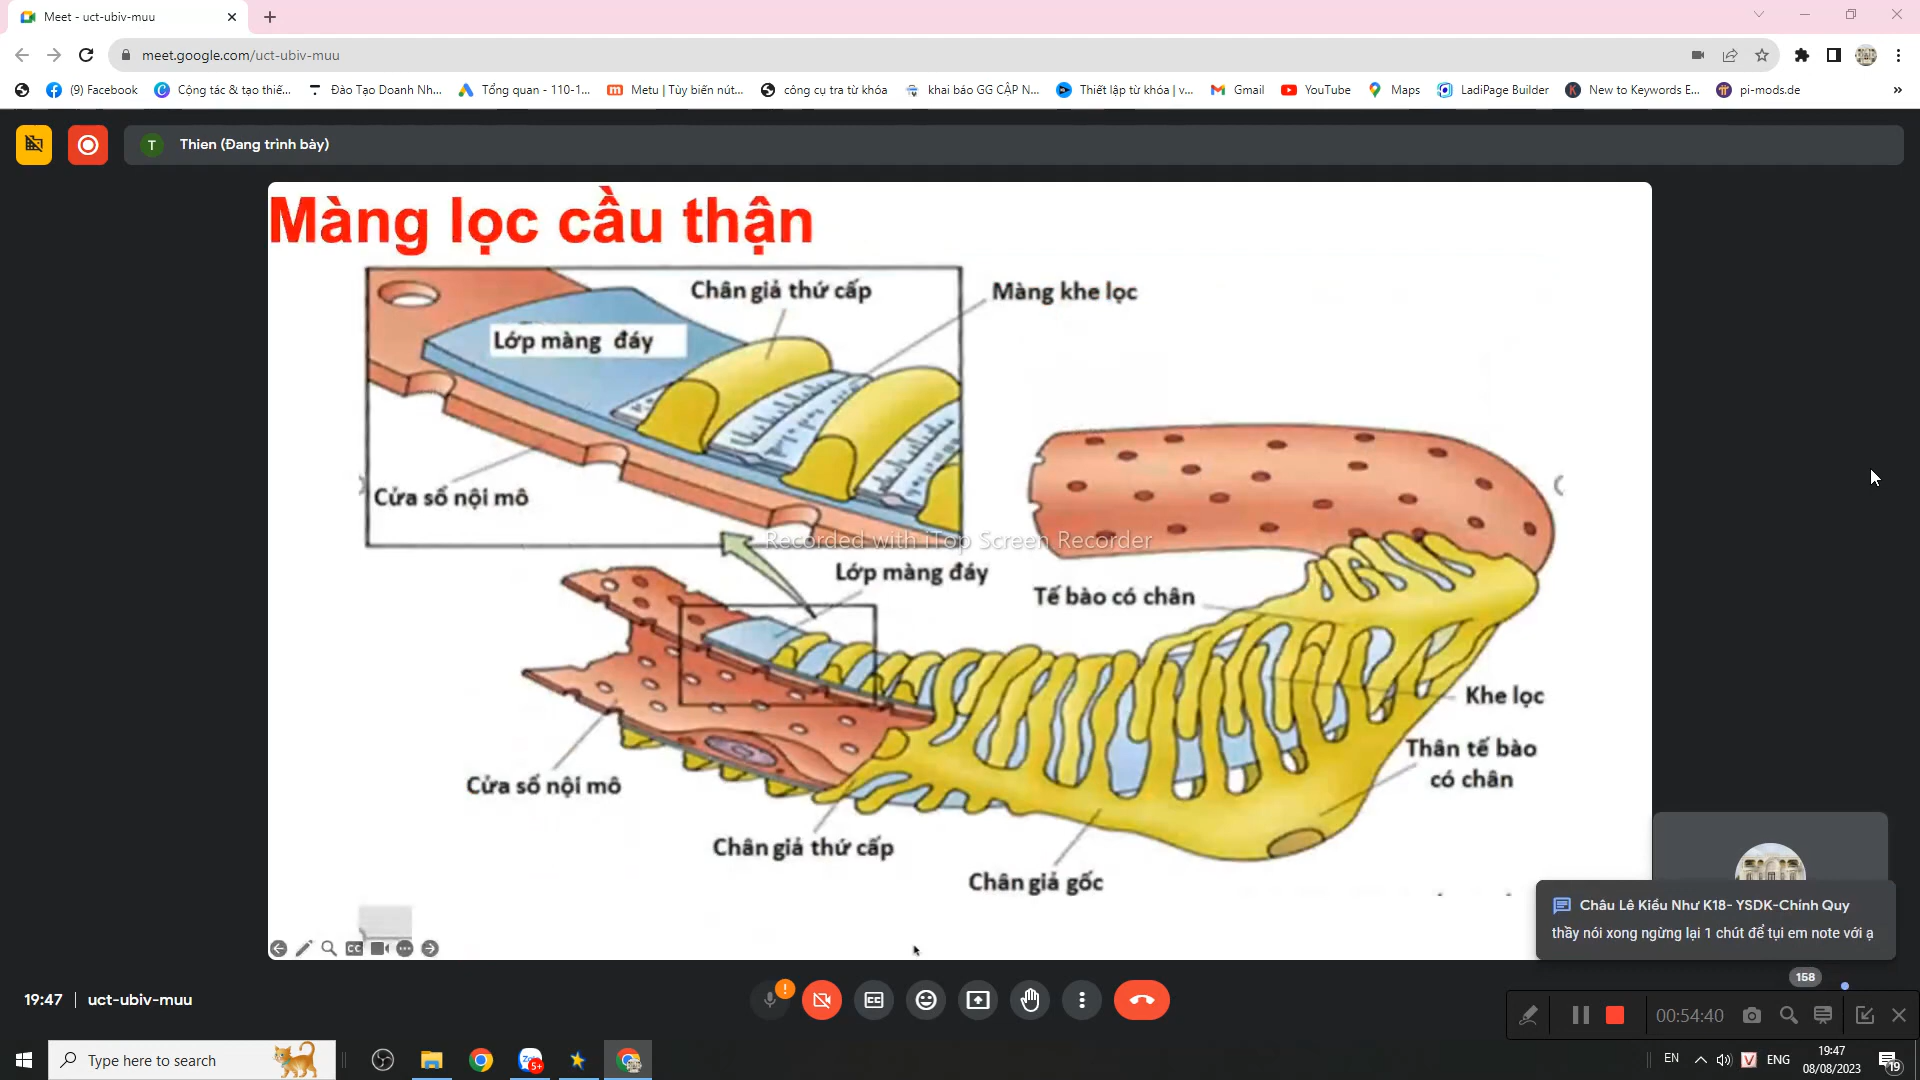 Meet - uct-ubiv-muu
meet.google.com/uct-ubiv-muu
(9) Facebook
Cộng tác & tạo thiế...
Đào Tạo Doanh Nh...
Tổng quan - 110-1...
Metu | Tùy biến nút...
công cụ tra từ khóa
khai báo GG CẬP N...
Thiết lập từ khóa | v...
Gmail
YouTube
Maps
LadiPage Builder
New to Keywords E...
pi-mods.de
»
T
Thien (Đang trình bày)
Màng lọc cầu thận
Chân giả thứ cấp
Màng khe lọc
Lớp màng đáy
Cửa sổ nội mô
Recorded with iTop Screen Recorder
Lớp màng đáy
Tế bào có chân
Khe lọc
Thân tế bào
có chân
Cửa sổ nội mô
Chân giả thứ cấp
Chân giả gốc
CC
Châu Lê Kiều Như K18- YSDK-Chính Quy
thầy nói xong ngừng lại 1 chút để tụi em note với ạ
158
19:47
uct-ubiv-muu
CC
00:54:40
Type here to search
Zalo
5+
EN
V
ENG
19:47
08/08/2023
19